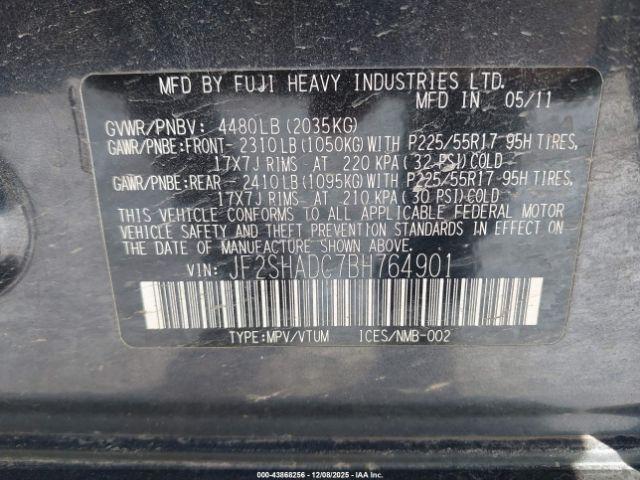 MFD BY FUJI HEAVY INDUSTRIES LTD.
MFD IN 05/11
GVWR/PNBV: 4480LB(2035KG)
GAWR/PNBE:FRONT- 2310LB(1050KG)WITH P225/55R17 95H TIRES,
17X7J RIMS AT 220 KPA(32 PSI)COLD
GAWR/PNBE:REAR - 2410LB(1095KG)WITH P225/55R17 95H TIRES,
17X7J RIMS AT 210 KPA(30 PSI)COLD
THIS VEHICLE CONFORMS TO ALL APPLICABLE FEDERAL MOTOR
VEHICLE SAFETY AND THEFT PREVENTION STANDARDS IN EFFECT ON
THE DATE OF MANUFACTURE SHOWN ABOVE.
VIN: JF2SHADC7BH764901
TYPE:MPV/VTUM ICES/NMB-002
000-43868256 - 12/08/2025 - IAAI.COM